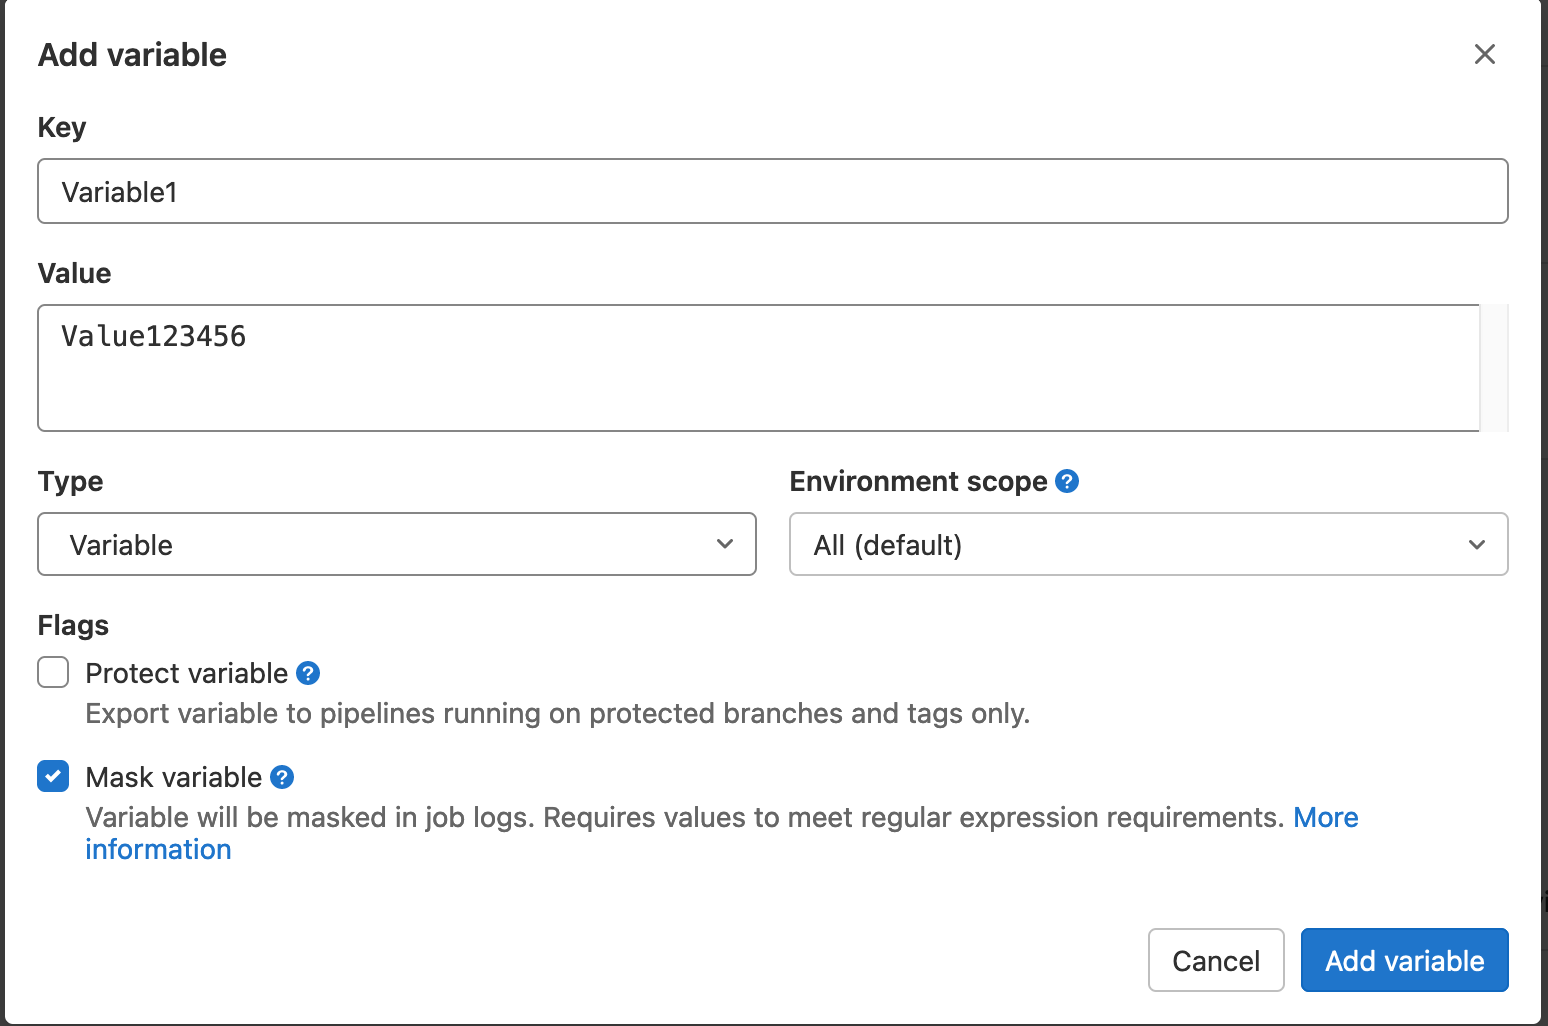 Add variable
Key
Variable1
Value
Value123456
Type
Environment scope ?
Variable
All (default)
Flags
Protect variable ?
Export variable to pipelines running on protected branches and tags only.
Mask variable ?
Variable will be masked in job logs. Requires values to meet regular expression requirements. More
information
Cancel
Add variable